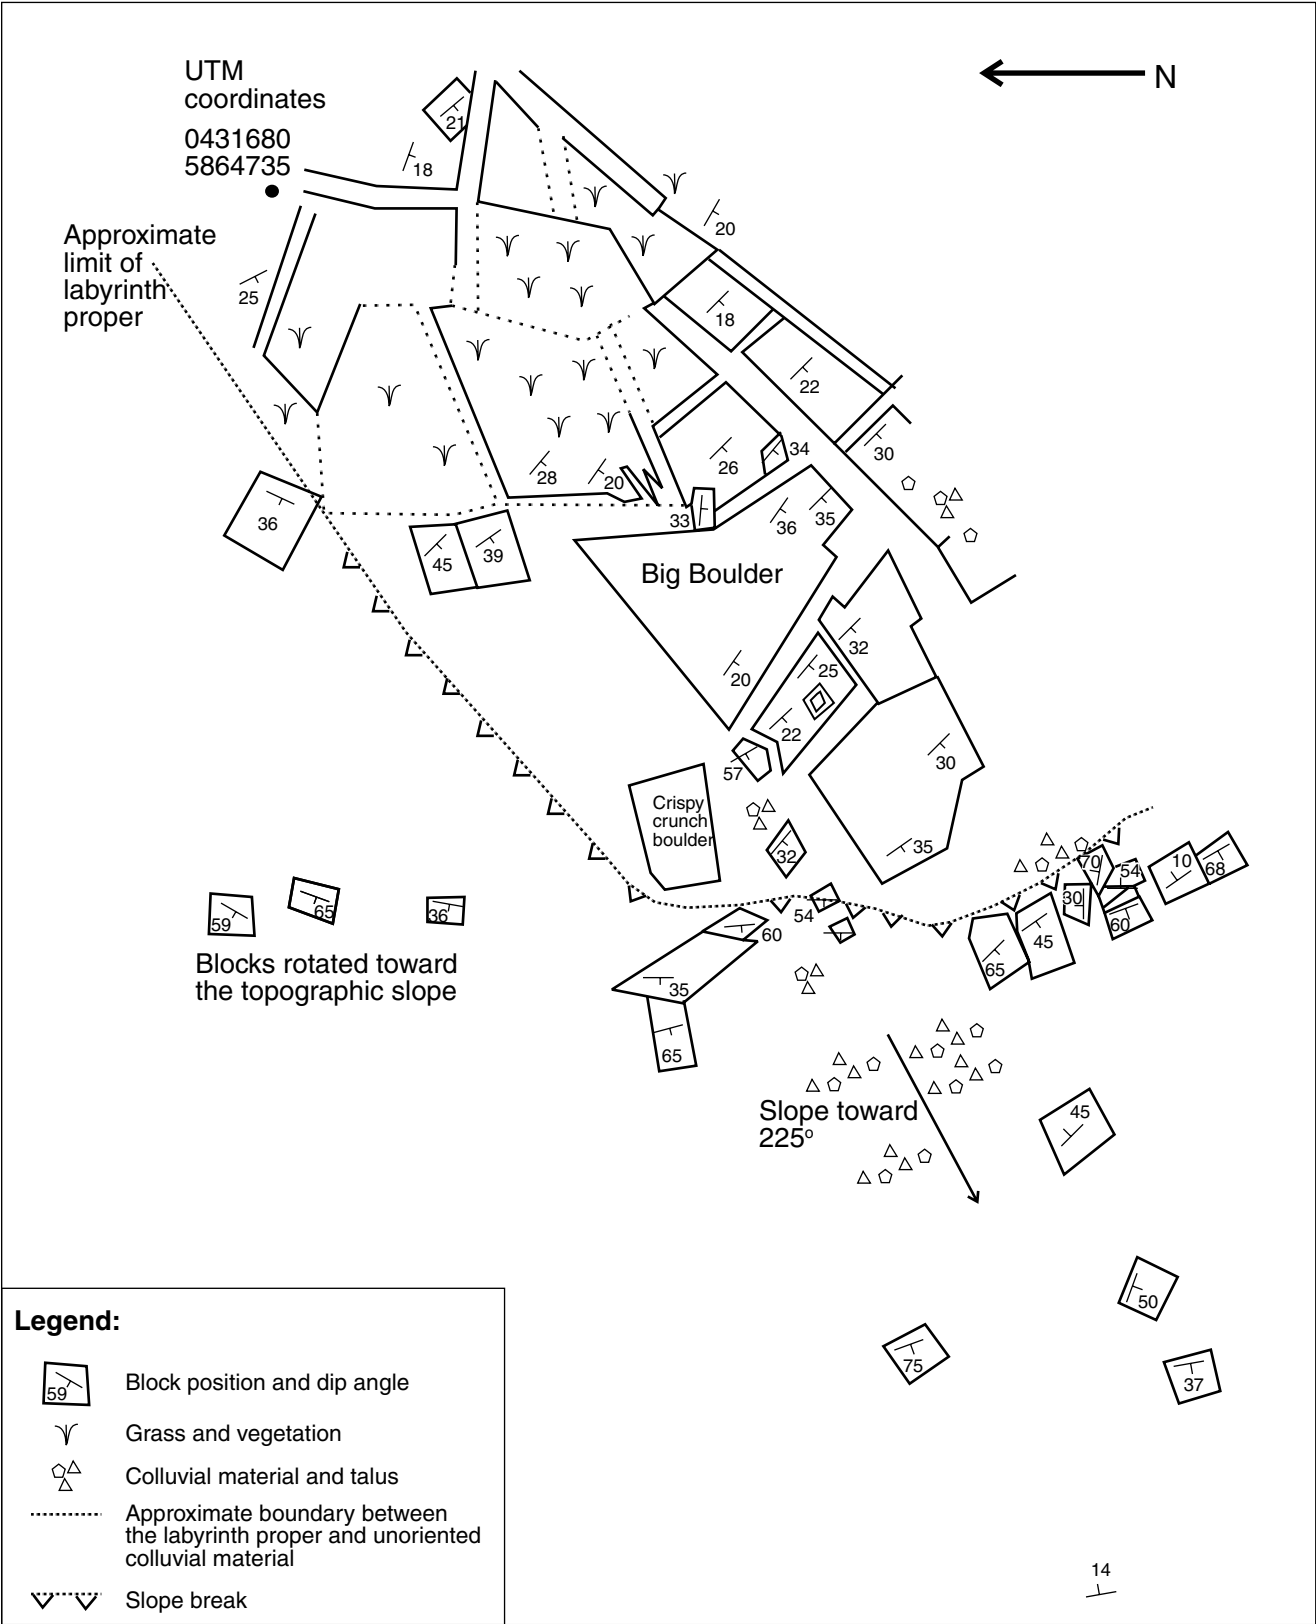 UTM
coordinates
0431680
5864735
N
21
18
Approximate
limit of
labyrinth
proper
20
25
18
22
30
34
26
28
20
36
33
36
35
45
39
Big Boulder
32
25
20
22
30
57
Crispy
crunch
boulder
32
35
70
54
10
68
59
65
36
54
30
60
60
45
65
Blocks rotated toward
the topographic slope
35
65
Slope toward
225º
45
50
75
37
14
Legend:
59
Block position and dip angle
Grass and vegetation
Colluvial material and talus
Approximate boundary between
the labyrinth proper and unoriented
colluvial material
Slope break